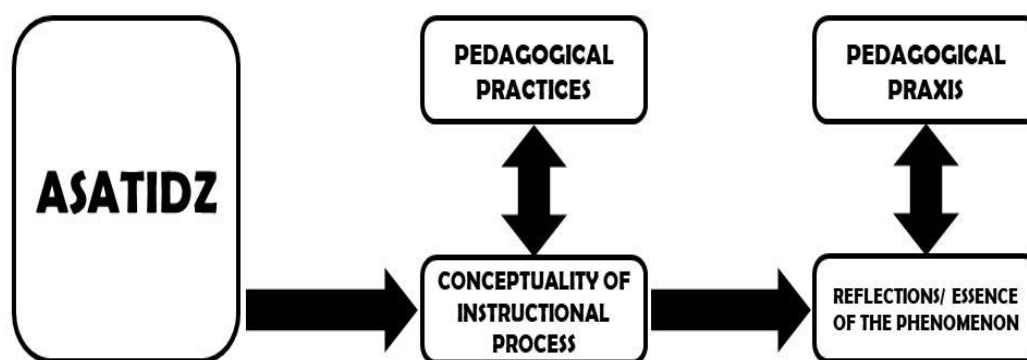 ASATIDZ
PEDAGOGICAL
PRACTICES
PEDAGOGICAL
PRAXIS
CONCEPTUALITY OF
INSTRUCTIONAL
PROCESS
REFLECTIONS/ ESSENCE
OF THE PHENOMENON